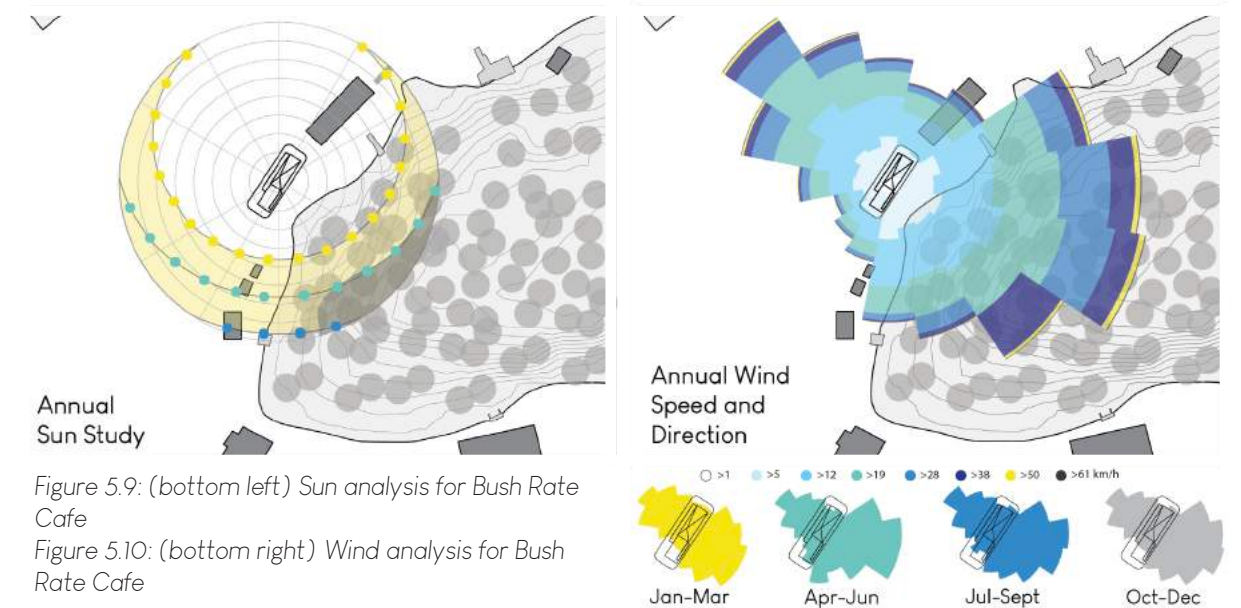 Annual
Sun Study
Annual Wind
Speed and
Direction
Figure 5.9: (bottom left) Sun analysis for Bush Rate
Cafe
Figure 5.10: (bottom right) Wind analysis for Bush
Rate Cafe
>1 >5 >12 >19 >28 >38 >50 >61 km/h
Jan-Mar Apr-Jun Jul-Sept Oct-Dec